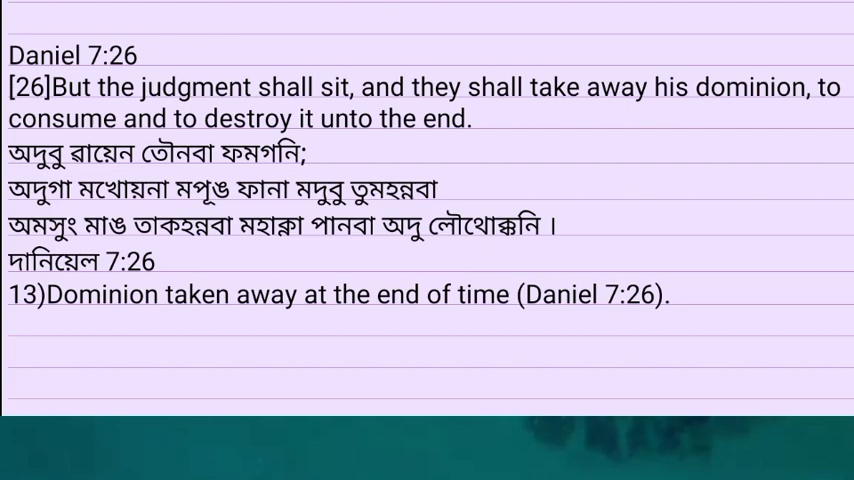 Daniel 7:26
[26]But the judgment shall sit, and they shall take away his dominion, to
consume and to destroy it unto the end.
অদুবু ৱায়েন তৌনবা ফমগনি;
অদুগা মখোয়না মপূঙ ফানা মদুবু তুমহন্নবা
অমসুং মাঙ তাকহন্নবা মহাক্না পানবা অদু লৌথোক্কনি ।
দানিয়েল 7:26
13)Dominion taken away at the end of time (Daniel 7:26).